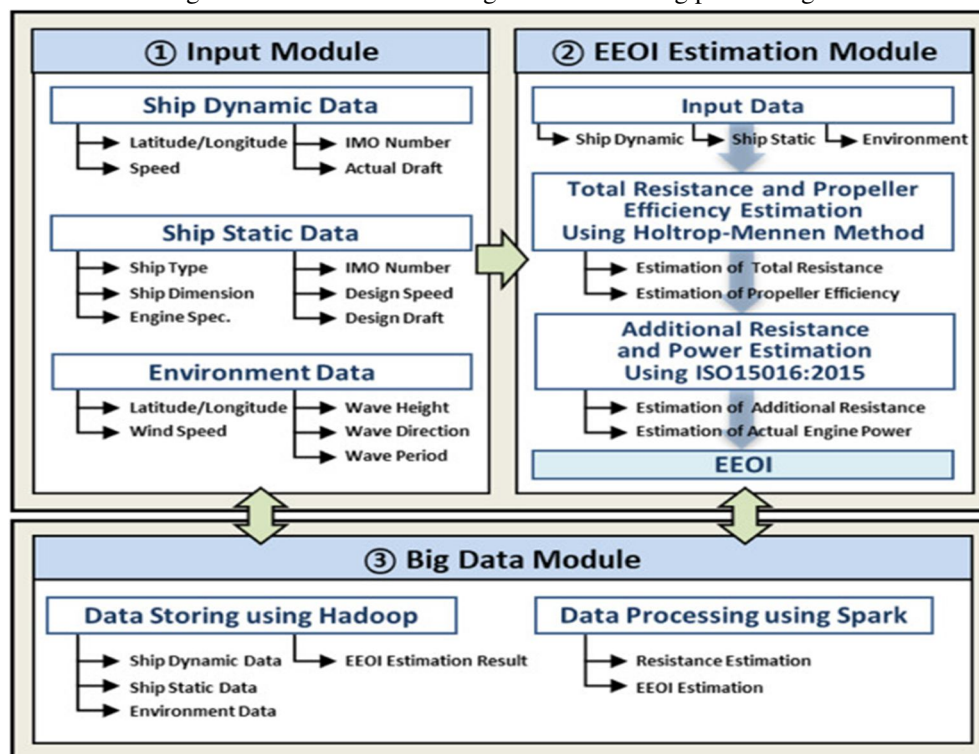 ① Input Module
Ship Dynamic Data
Latitude/Longitude
Speed
IMO Number
Actual Draft
Ship Static Data
Ship Type
Ship Dimension
Engine Spec.
IMO Number
Design Speed
Design Draft
Environment Data
Latitude/Longitude
Wind Speed
Wave Height
Wave Direction
Wave Period
② EEOI Estimation Module
Input Data
Ship Dynamic
Ship Static
Environment
Total Resistance and Propeller
Efficiency Estimation
Using Holtrop-Mennen Method
Estimation of Total Resistance
Estimation of Propeller Efficiency
Additional Resistance
and Power Estimation
Using ISO15016:2015
Estimation of Additional Resistance
Estimation of Actual Engine Power
EEOI
③ Big Data Module
Data Storing using Hadoop
Ship Dynamic Data
Ship Static Data
Environment Data
EEOI Estimation Result
Data Processing using Spark
Resistance Estimation
EEOI Estimation